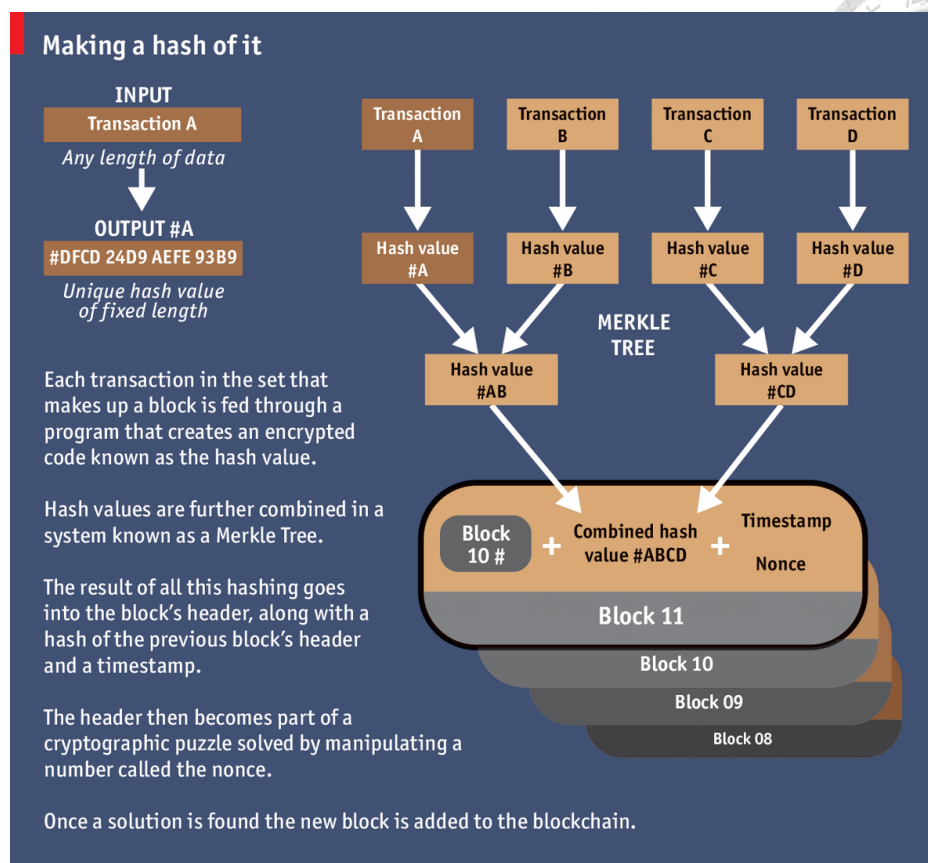 Making a hash of it
INPUT
Transaction A
Any length of data
OUTPUT #A
#DFCD 24D9 AEFE 93B9
Unique hash value
of fixed length
Each transaction in the set that
makes up a block is fed through a
program that creates an encrypted
code known as the hash value.
Hash values are further combined in a
system known as a Merkle Tree.
The result of all this hashing goes
into the block's header, along with a
hash of the previous block's header
and a timestamp.
The header then becomes part of a
cryptographic puzzle solved by manipulating a
number called the nonce.
Once a solution is found the new block is added to the blockchain.
Transaction
A
Transaction
B
Transaction
C
Transaction
D
Hash value
#A
Hash value
#B
Hash value
#C
Hash value
#D
MERKLE
TREE
Hash value
#AB
Hash value
#CD
Block
10 #
+
Combined hash
value #ABCD
+
Timestamp
Nonce
Block 11
Block 10
Block 09
Block 08